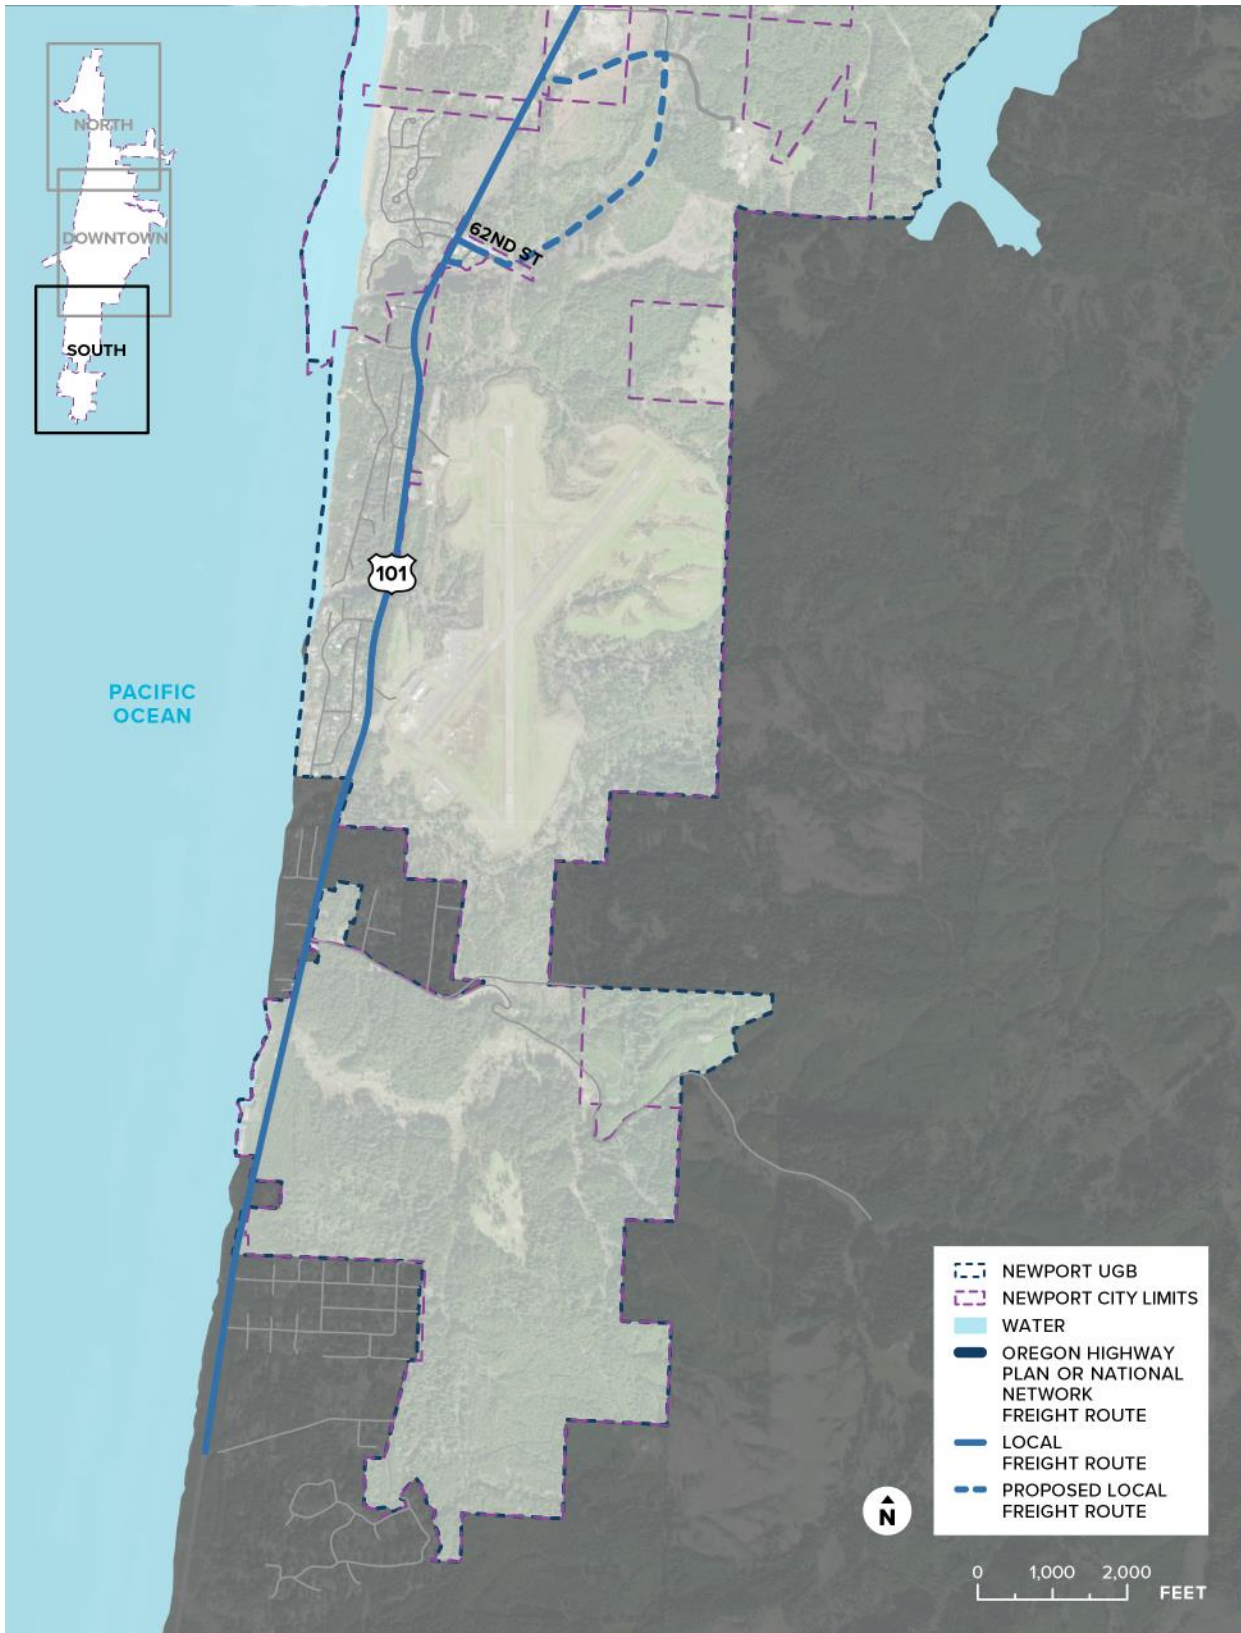 NORTH
DOWNTOWN
SOUTH
62ND ST
101
PACIFIC
OCEAN
NEWPORT UGB
NEWPORT CITY LIMITS
WATER
OREGON HIGHWAY
PLAN OR NATIONAL
NETWORK
FREIGHT ROUTE
LOCAL
FREIGHT ROUTE
PROPOSED LOCAL
FREIGHT ROUTE
N
0 1,000 2,000
FEET